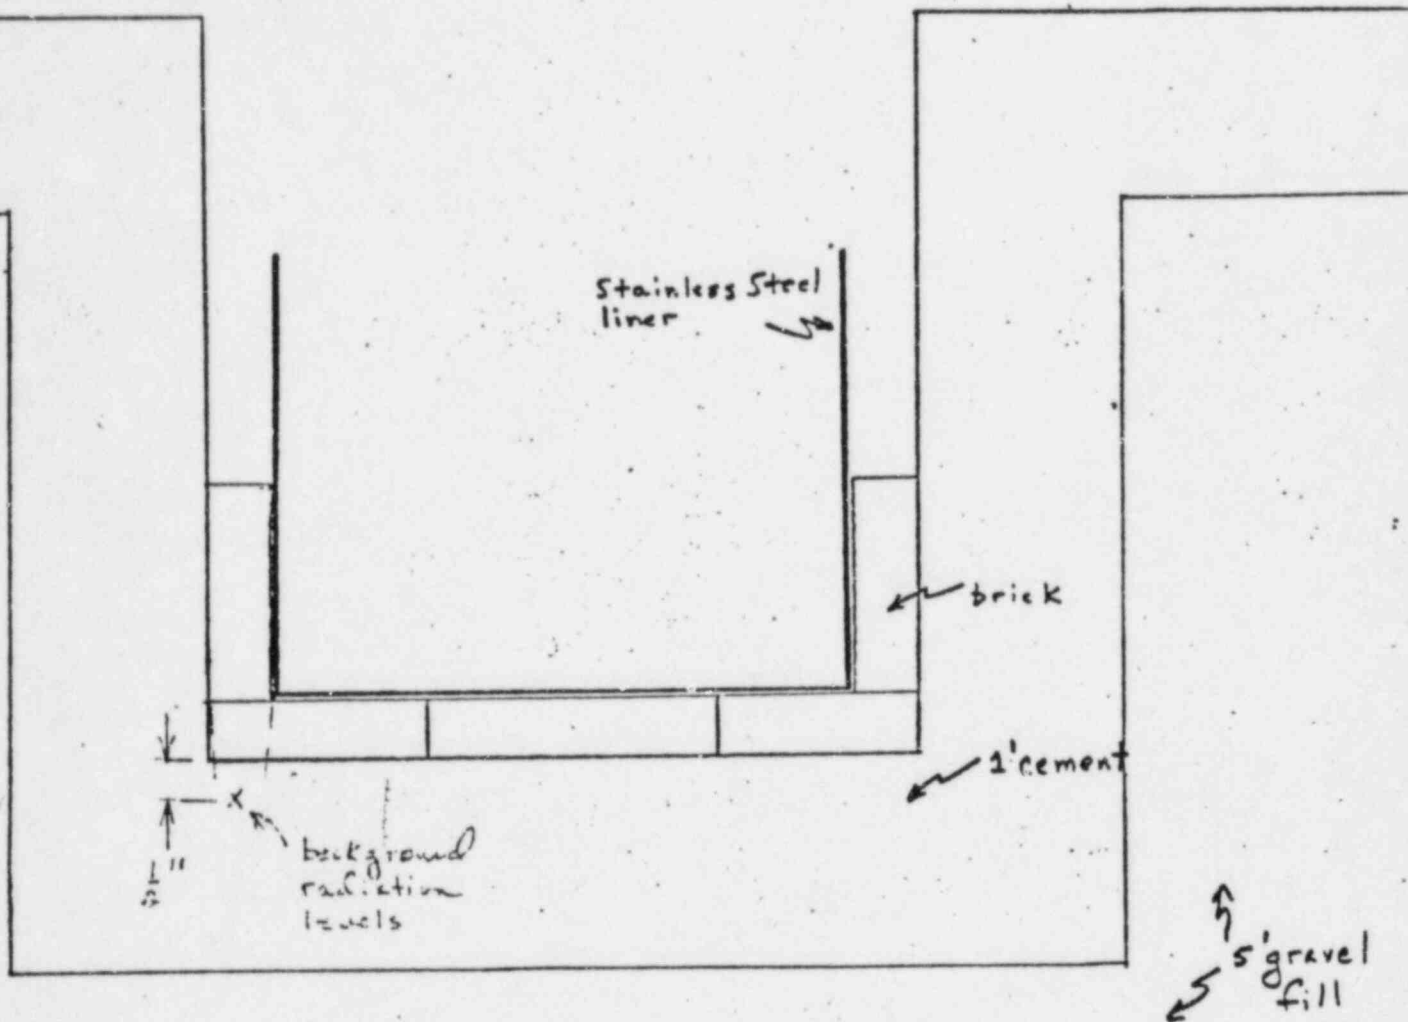 Stainless Steel
liner
brick
1' cement
x
background
radiation
levels
1/2"
5' gravel
fill